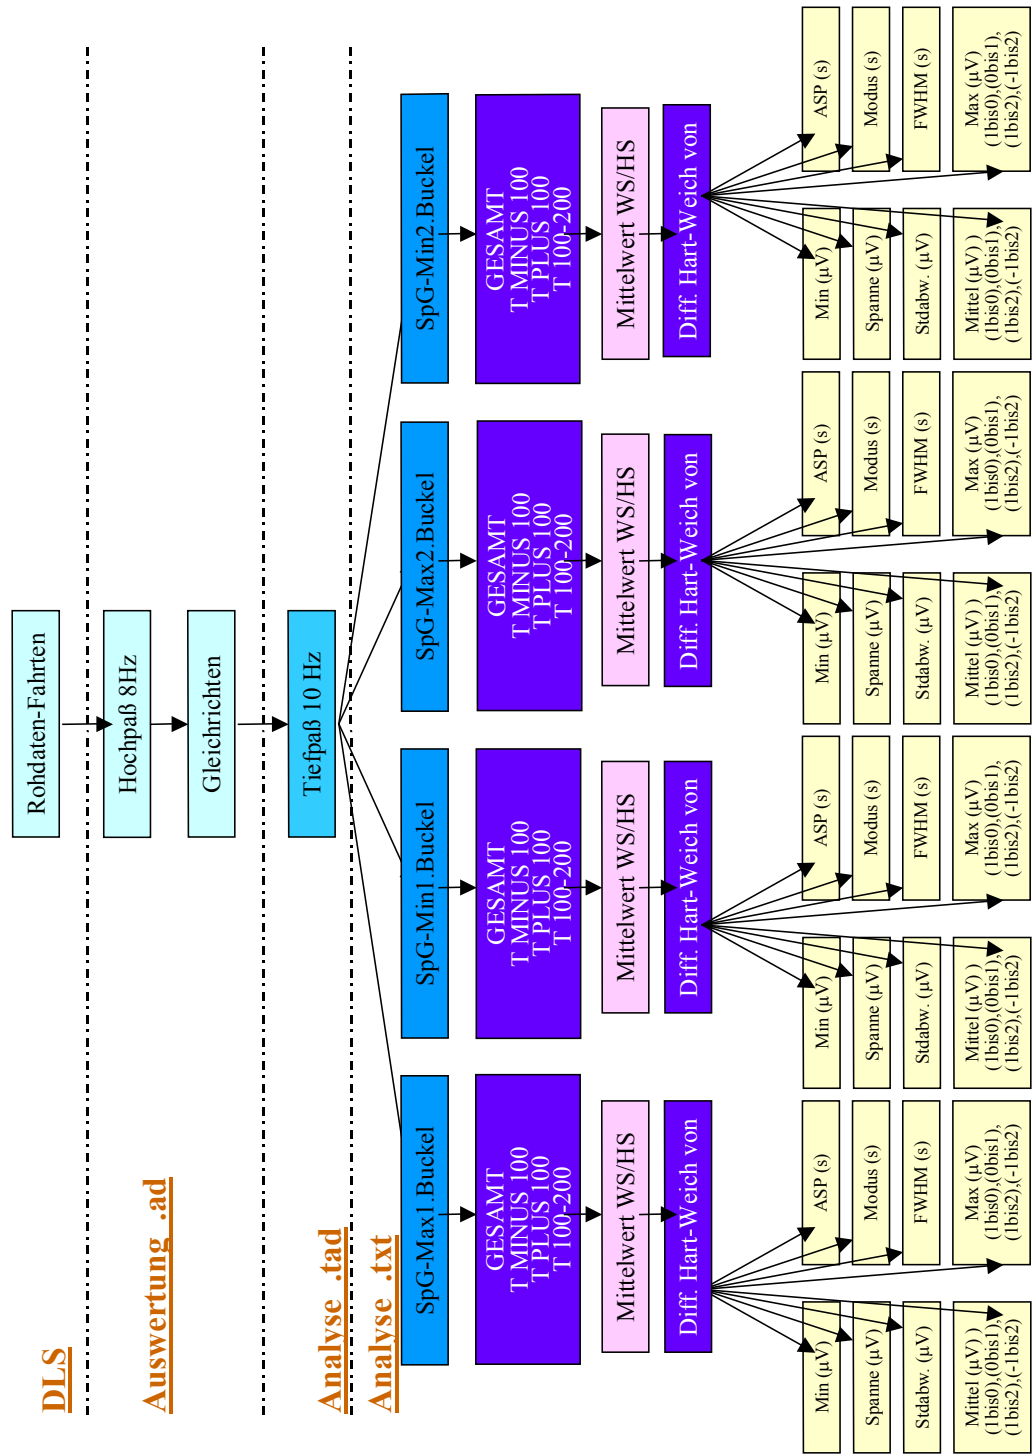 DLS
Rohdaten-Fahrten
Auswertung .ad
Hochpaß 8Hz
Gleichrichten
Analyse .tad
Tiefpaß 10 Hz
Analyse .txt
SpG-Max1.Buckel
GESAMT
T MINUS 100
T PLUS 100
T 100-200
Mittelwert WS/HS
Diff. Hart-Weich von
Min (µV)
Spanne (µV)
Stdabw. (µV)
Mittel (µV) )
(1bis0),(0bis1),
(1bis2),(-1bis2)
ASP (s)
Modus (s)
FWHM (s)
Max (µV)
(1bis0),(0bis1),
(1bis2),(-1bis2)
SpG-Min1.Buckel
GESAMT
T MINUS 100
T PLUS 100
T 100-200
Mittelwert WS/HS
Diff. Hart-Weich von
Min (µV)
Spanne (µV)
Stdabw. (µV)
Mittel (µV) )
(1bis0),(0bis1),
(1bis2),(-1bis2)
ASP (s)
Modus (s)
FWHM (s)
Max (µV)
(1bis0),(0bis1),
(1bis2),(-1bis2)
SpG-Max2.Buckel
GESAMT
T MINUS 100
T PLUS 100
T 100-200
Mittelwert WS/HS
Diff. Hart-Weich von
Min (µV)
Spanne (µV)
Stdabw. (µV)
Mittel (µV) )
(1bis0),(0bis1),
(1bis2),(-1bis2)
ASP (s)
Modus (s)
FWHM (s)
Max (µV)
(1bis0),(0bis1),
(1bis2),(-1bis2)
SpG-Min2.Buckel
GESAMT
T MINUS 100
T PLUS 100
T 100-200
Mittelwert WS/HS
Diff. Hart-Weich von
Min (µV)
Spanne (µV)
Stdabw. (µV)
Mittel (µV) )
(1bis0),(0bis1),
(1bis2),(-1bis2)
ASP (s)
Modus (s)
FWHM (s)
Max (µV)
(1bis0),(0bis1),
(1bis2),(-1bis2)